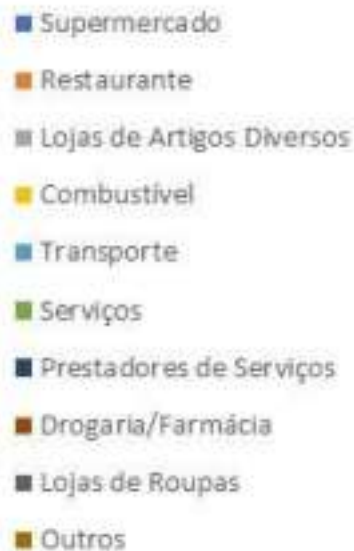 Supermercado
Restaurante
Lojas de Artigos Diversos
Combustível
Transporte
Serviços
Prestadores de Serviços
Drogaria/Farmácia
Lojas de Roupas
Outros